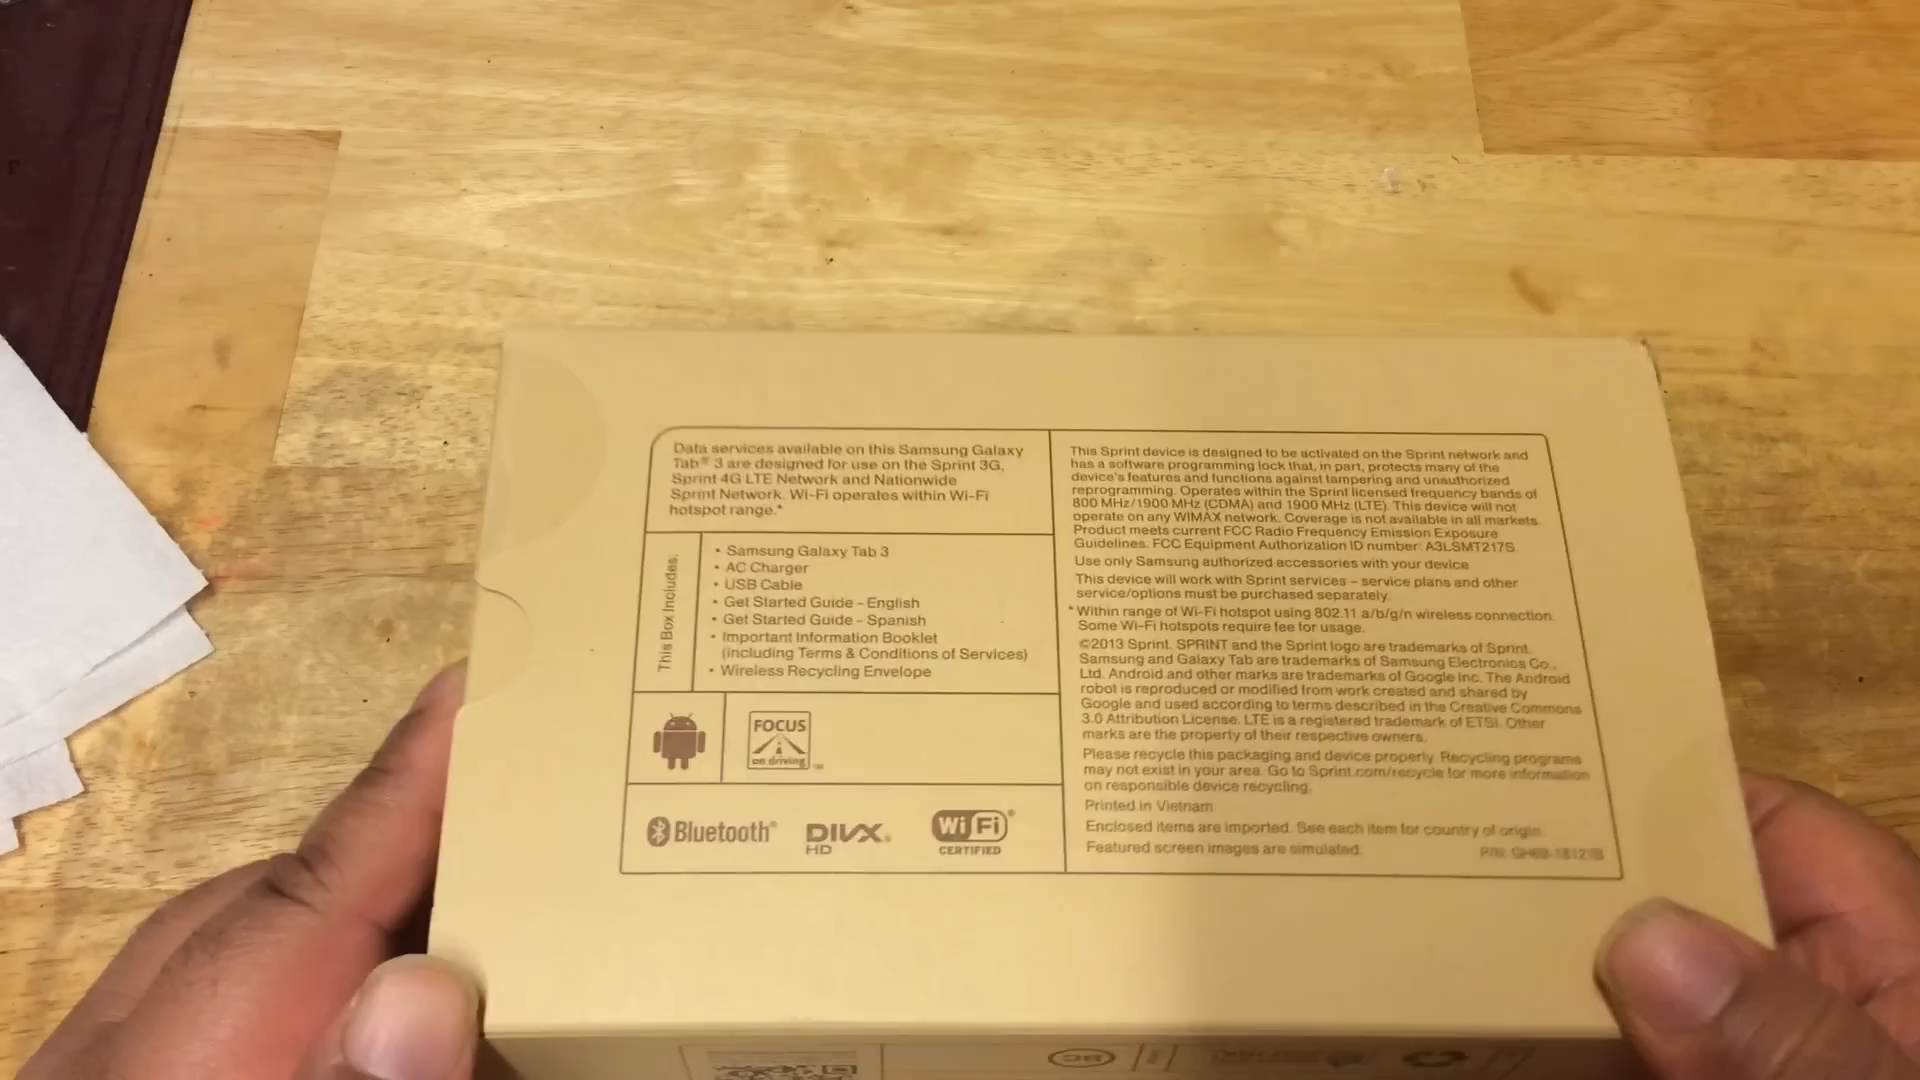 Data services available on this Samsung Galaxy
Tab® 3 are designed for use on the Sprint 3G,
Sprint 4G LTE Network and Nationwide
Sprint Network. Wi-Fi operates within Wi-Fi
hotspot range.*
This Box Includes:
• Samsung Galaxy Tab 3
• AC Charger
• USB Cable
• Get Started Guide – English
• Get Started Guide – Spanish
• Important Information Booklet
(including Terms & Conditions of Services)
• Wireless Recycling Envelope
FOCUS
on driving ™
Bluetooth®
DIVX®
HD
Wi Fi®
CERTIFIED
This Sprint device is designed to be activated on the Sprint network and
has a software programming lock that, in part, protects many of the
device's features and functions against tampering and unauthorized
reprogramming. Operates within the Sprint licensed frequency bands of
800 MHz/1900 MHz (CDMA) and 1900 MHz (LTE). This device will not
operate on any WIMAX network. Coverage is not available in all markets.
Product meets current FCC Radio Frequency Emission Exposure
Guidelines. FCC Equipment Authorization ID number: A3LSMT217S.
Use only Samsung authorized accessories with your device
This device will work with Sprint services – service plans and other
service/options must be purchased separately.
* Within range of Wi-Fi hotspot using 802.11 a/b/g/n wireless connection.
Some Wi-Fi hotspots require fee for usage.
©2013 Sprint. SPRINT and the Sprint logo are trademarks of Sprint.
Samsung and Galaxy Tab are trademarks of Samsung Electronics Co.,
Ltd. Android and other marks are trademarks of Google Inc. The Android
robot is reproduced or modified from work created and shared by
Google and used according to terms described in the Creative Commons
3.0 Attribution License. LTE is a registered trademark of ETSI. Other
marks are the property of their respective owners.
Please recycle this packaging and device properly. Recycling programs
may not exist in your area. Go to Sprint.com/recycle for more information
on responsible device recycling.
Printed in Vietnam
Enclosed items are imported. See each item for country of origin.
Featured screen images are simulated.
P/N: